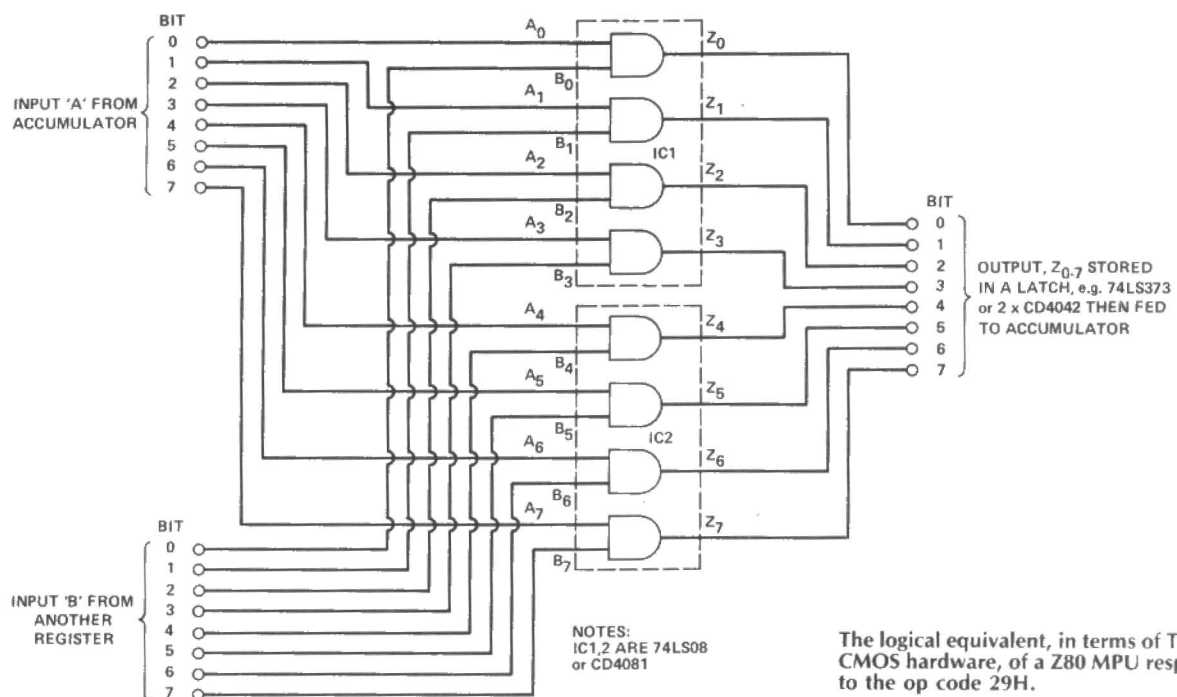 BIT
0
1
2
3
4
5
6
7
INPUT 'A' FROM
ACCUMULATOR
A0
B0
Z0
A1
B1
Z1
IC1
A2
B2
Z2
A3
B3
Z3
A4
B4
Z4
A5
B5
Z5
IC2
A6
B6
Z6
A7
B7
Z7
BIT
0
1
2
3
4
5
6
7
OUTPUT, Z0-7 STORED
IN A LATCH, e.g. 74LS373
or 2 x CD4042 THEN FED
TO ACCUMULATOR
BIT
0
1
2
3
4
5
6
7
INPUT 'B' FROM
ANOTHER
REGISTER
NOTES:
IC1,2 ARE 74LS08
or CD4081
The logical equivalent, in terms of T
CMOS hardware, of a Z80 MPU resp
to the op code 29H.